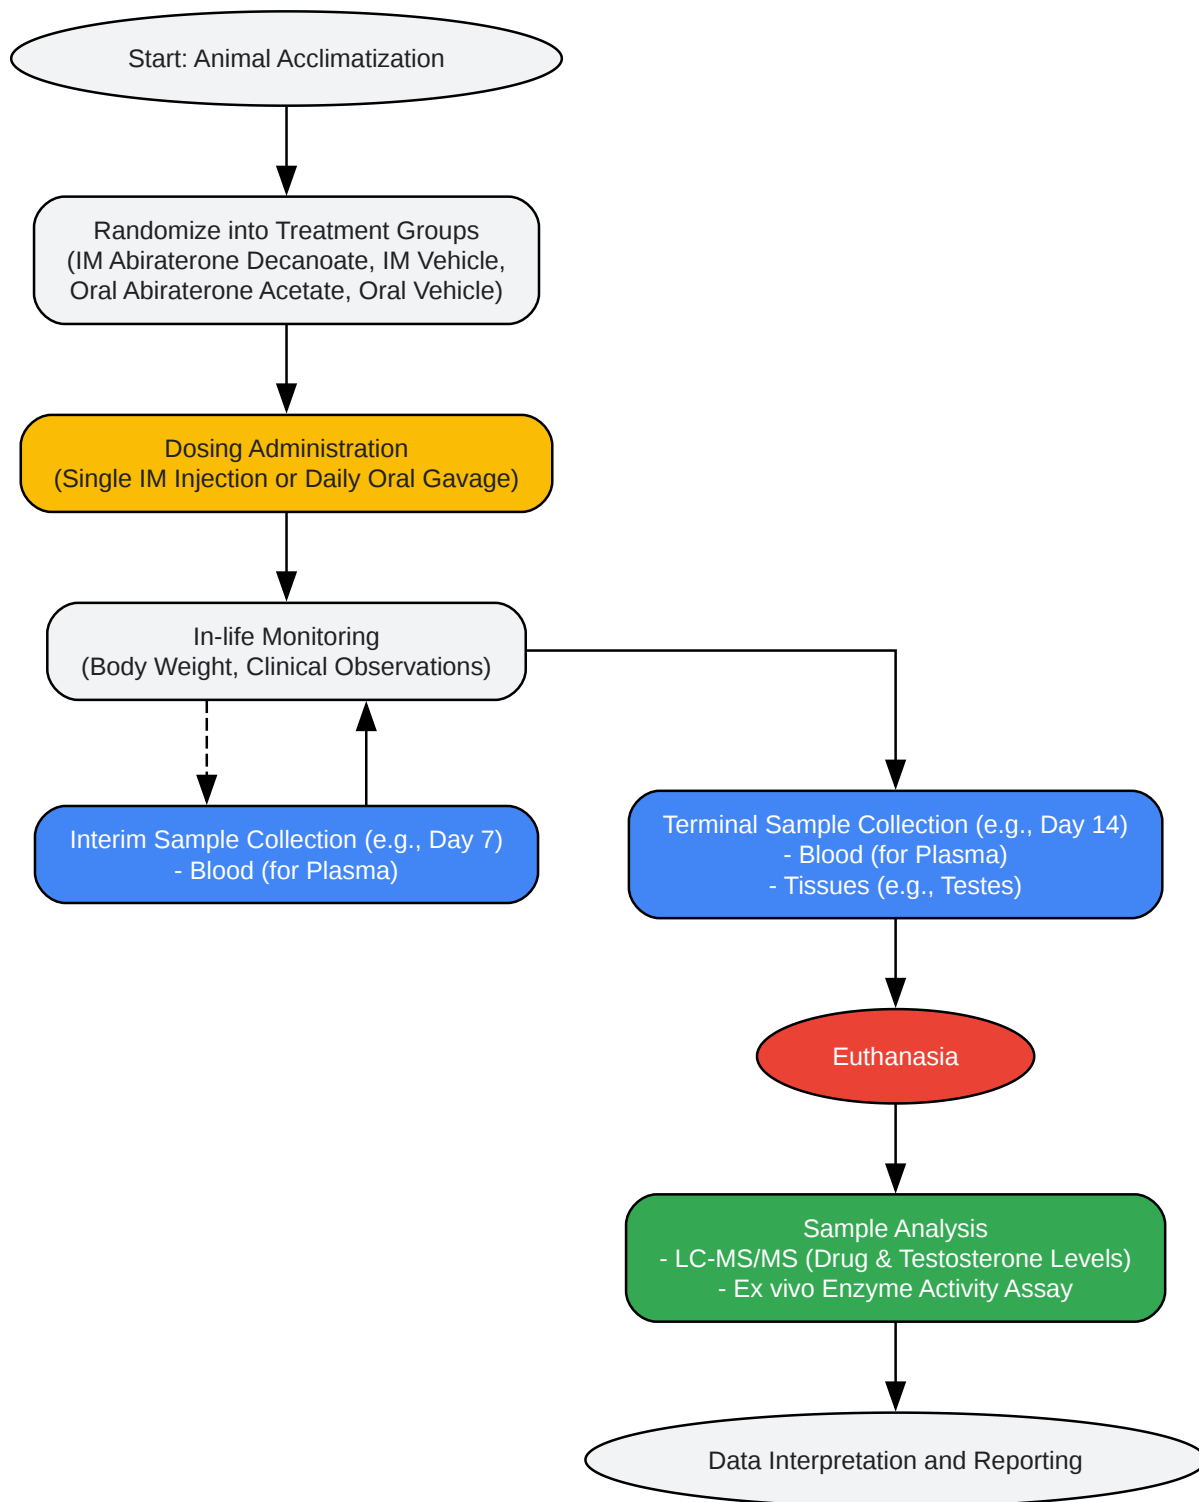 Start: Animal Acclimatization
Randomize into Treatment Groups
(IM Abiraterone Decanoate, IM Vehicle,
Oral Abiraterone Acetate, Oral Vehicle)
Dosing Administration
(Single IM Injection or Daily Oral Gavage)
In-life Monitoring
(Body Weight, Clinical Observations)
Interim Sample Collection (e.g., Day 7)
- Blood (for Plasma)
Terminal Sample Collection (e.g., Day 14)
- Blood (for Plasma)
- Tissues (e.g., Testes)
Euthanasia
Sample Analysis
- LC-MS/MS (Drug & Testosterone Levels)
- Ex vivo Enzyme Activity Assay
Data Interpretation and Reporting